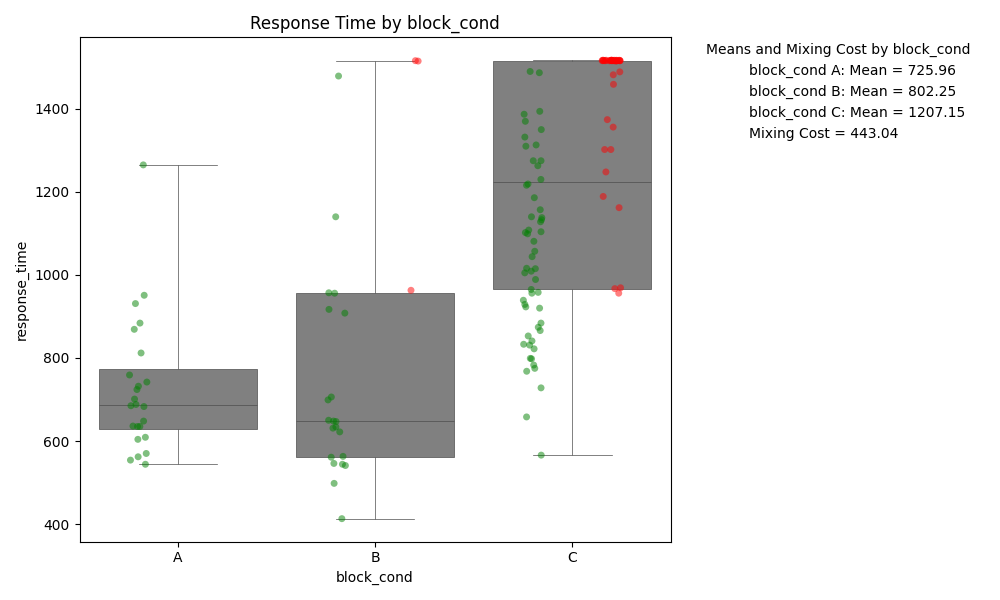 Response Time by block_cond
Means and Mixing Cost by block_cond
block_cond A: Mean = 725.96
block_cond B: Mean = 802.25
block_cond C: Mean = 1207.15
Mixing Cost = 443.04
response_time
1400
1200
1000
800
600
400
A B C
block_cond